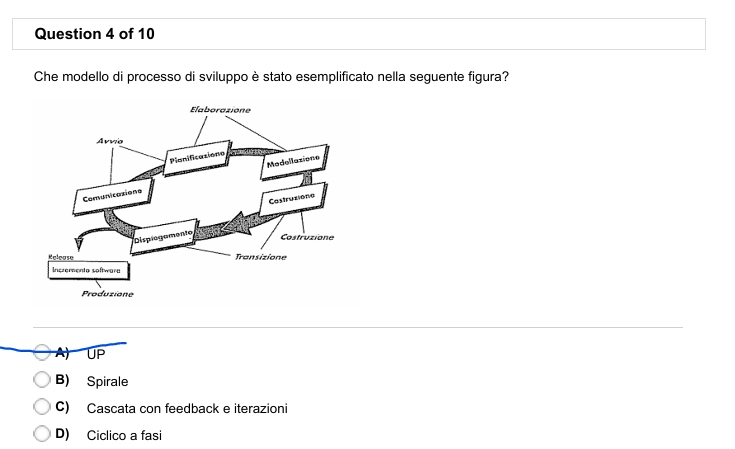 Question 4 of 10
Che modello di processo di sviluppo è stato esemplificato nella seguente figura?
Elaborazione
Avvio
Pianificazione
Modellazione
Comunicazione
Costruzione
Dispiegamento
Costruzione
Release
Transizione
Incremento software
Produzione
A) UP
B) Spirale
C) Cascata con feedback e iterazioni
D) Ciclico a fasi